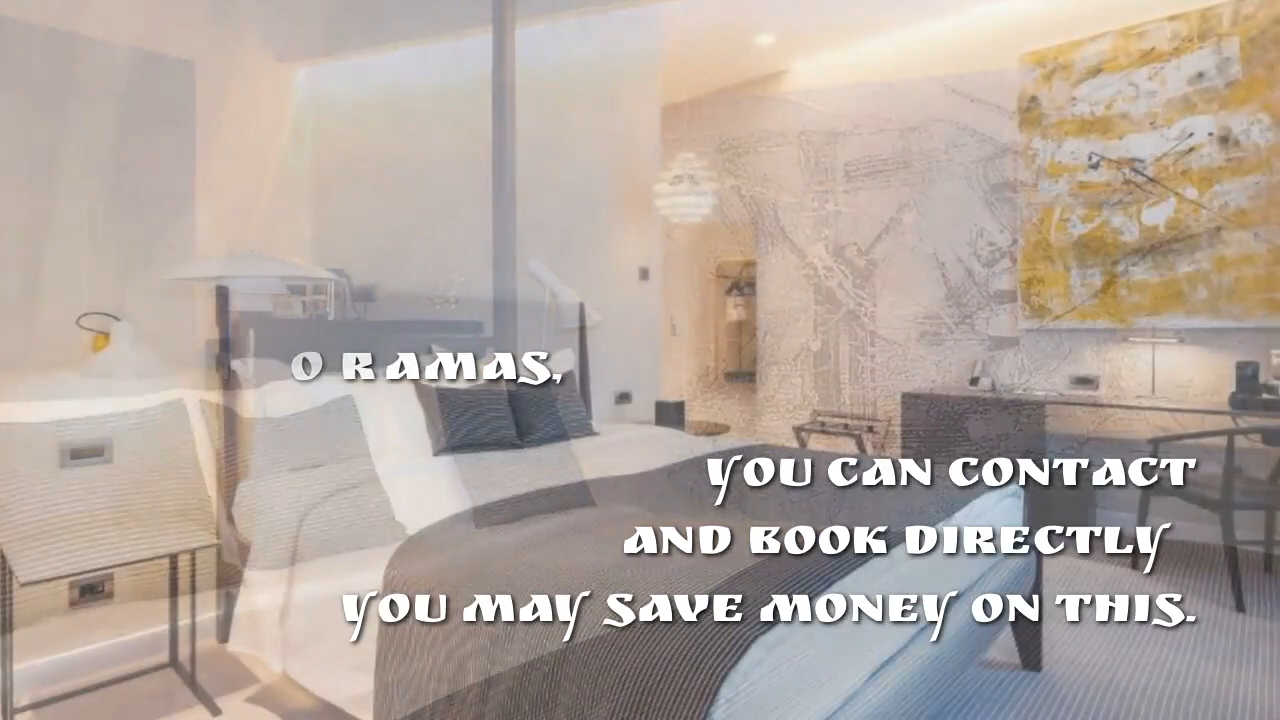 O RAMAS,
YOU CAN CONTACT
AND BOOK DIRECTLY
YOU MAY SAVE MONEY ON THIS.